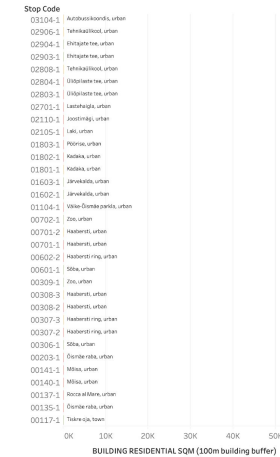 Stop Code
03104-1 Autobussikoondis, urban
02906-1 Tehnikaülikool, urban
02904-1 Ehitajate tee, urban
02903-1 Ehitajate tee, urban
02808-1 Tehnikaülikool, urban
02804-1 Üliõpilaste tee, urban
02803-1 Üliõpilaste tee, urban
02701-1 Lastehaigla, urban
02110-1 Joostimägi, urban
02105-1 Laki, urban
01803-1 Pöörise, urban
01802-1 Kadaka, urban
01801-1 Kadaka, urban
01603-1 Järvekalda, urban
01602-1 Järvekalda, urban
01104-1 Väike-Õismäe parkla, urban
00702-1 Zoo, urban
00701-2 Haabersti, urban
00701-1 Haabersti, urban
00602-2 Haabersti ring, urban
00601-1 Sõba, urban
00309-1 Zoo, urban
00308-3 Haabersti, urban
00308-2 Haabersti, urban
00307-3 Haabersti ring, urban
00307-2 Haabersti ring, urban
00306-1 Sõba, urban
00203-1 Õismäe raba, urban
00141-1 Mõisa, urban
00140-1 Mõisa, urban
00137-1 Rocca al Mare, urban
00135-1 Õismäe raba, urban
00117-1 Tiskre oja, town
0K 10K 20K 30K 40K 50K
BUILDING RESIDENTIAL SQM (100m building buffer)